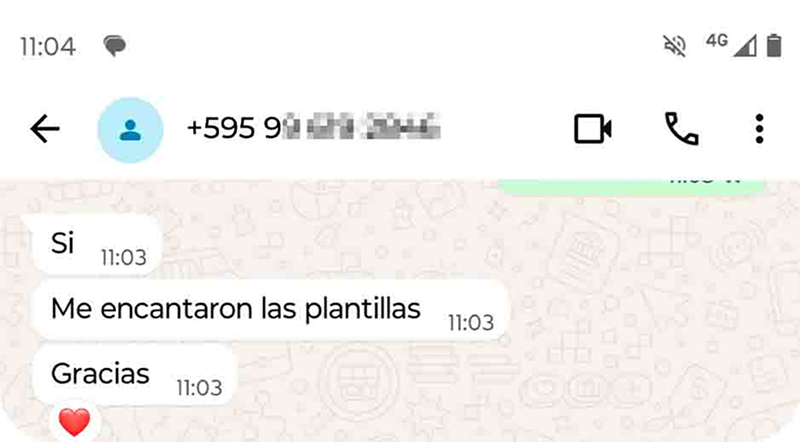 11:04 4G
+595 9
Si 11:03
Me encantaron las plantillas 11:03
Gracias 11:03